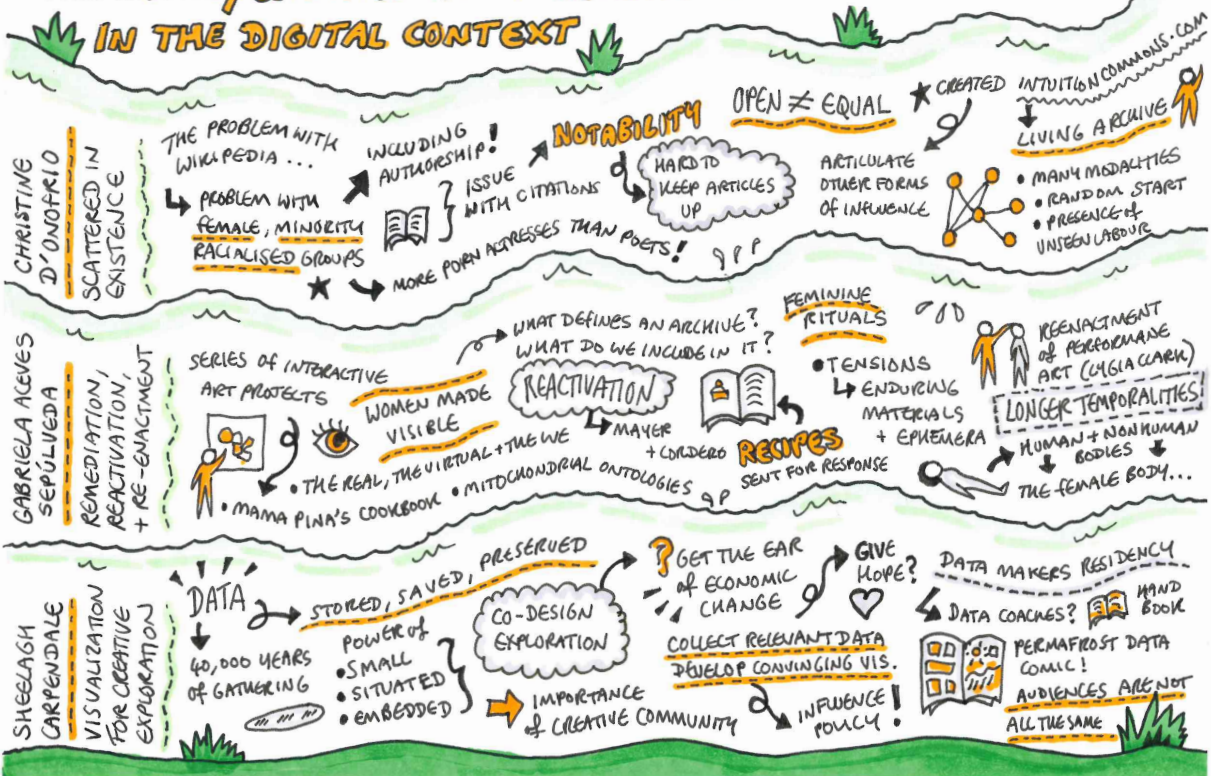 IN THE DIGITAL CONTEXT
CHRISTINE
D'ONOFRIO
SCATTERED IN
EXISTENCE
THE PROBLEM WITH
WIKIPEDIA ...
PROBLEM WITH
FEMALE, MINORITY
RACIALISED GROUPS
INCLUDING
AUTHORSHIP!
ISSUE
WITH CITATIONS
MORE PORN ACTRESSES THAN POETS!
NOTABILITY
HARD TO
KEEP ARTICLES
UP
OPEN ≠ EQUAL
CREATED
ARTICULATE
OTHER FORMS
OF INFLUENCE
INTUITIONCOMMONS.COM
LIVING ARCHIVE
• MANY MODALITIES
• RANDOM START
• PRESENCE OF
UNSEEN LABOUR
GABRIELA ACEVES
SEPÚLVEDA
REMEDIATION,
REACTIVATION,
+ RE-ENACTMENT
SERIES OF INTERACTIVE
ART PROJECTS
WOMEN MADE
VISIBLE
• THE REAL, THE VIRTUAL + THE WE
• MAMA PINA'S COOKBOOK • MITOCHONDRIAL ONTOLOGIES
WHAT DEFINES AN ARCHIVE?
WHAT DO WE INCLUDE IN IT?
REACTIVATION
MAYER
+ CORDERO
RECIPES
SENT FOR RESPONSE
FEMININE
RITUALS
• TENSIONS
ENDURING
MATERIALS
+ EPHEMERA
REENACTMENT
OF PERFORMANE
ART (LYGIA CLARK)
LONGER TEMPORALITIES
HUMAN + NON HUMAN
BODIES
THE FEMALE BODY...
SHEELAGH
CARPENDALE
VISUALIZATION
FOR CREATIVE
EXPLORATION
DATA
40,000 YEARS
OF GATHERING
STORED, SAVED, PRESERVED
POWER OF
• SMALL
• SITUATED
• EMBEDDED
CO-DESIGN
EXPLORATION
IMPORTANCE
OF CREATIVE COMMUNITY
? GET THE EAR
OF ECONOMIC
CHANGE
GIVE
HOPE?
COLLECT RELEVANT DATA
DEVELOP CONVINGING VIS.
INFLUENCE
POLICY!
DATA MAKERS RESIDENCY
DATA COACHES?
HAND
BOOK
PERMAFROST DATA
COMIC!
AUDIENCES ARE NOT
ALL THE SAME